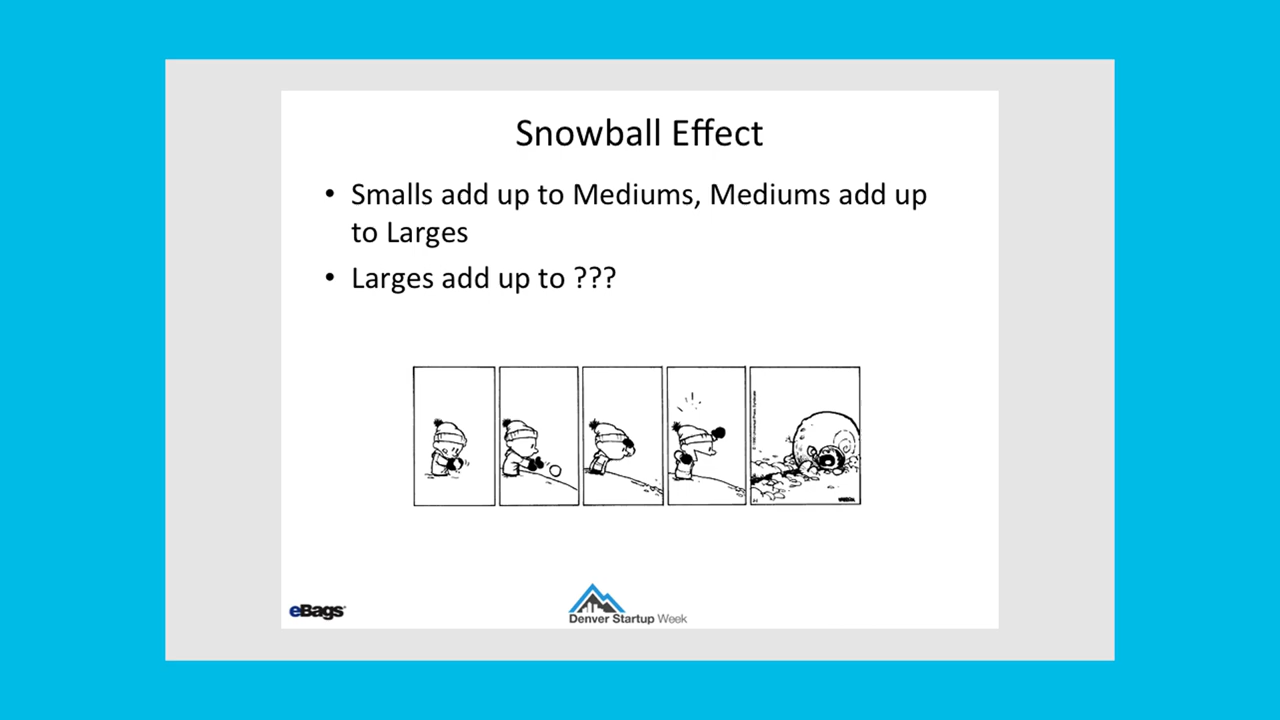 Snowball Effect
• Smalls add up to Mediums, Mediums add up
to Larges
• Larges add up to ???
eBags
Denver Startup Week